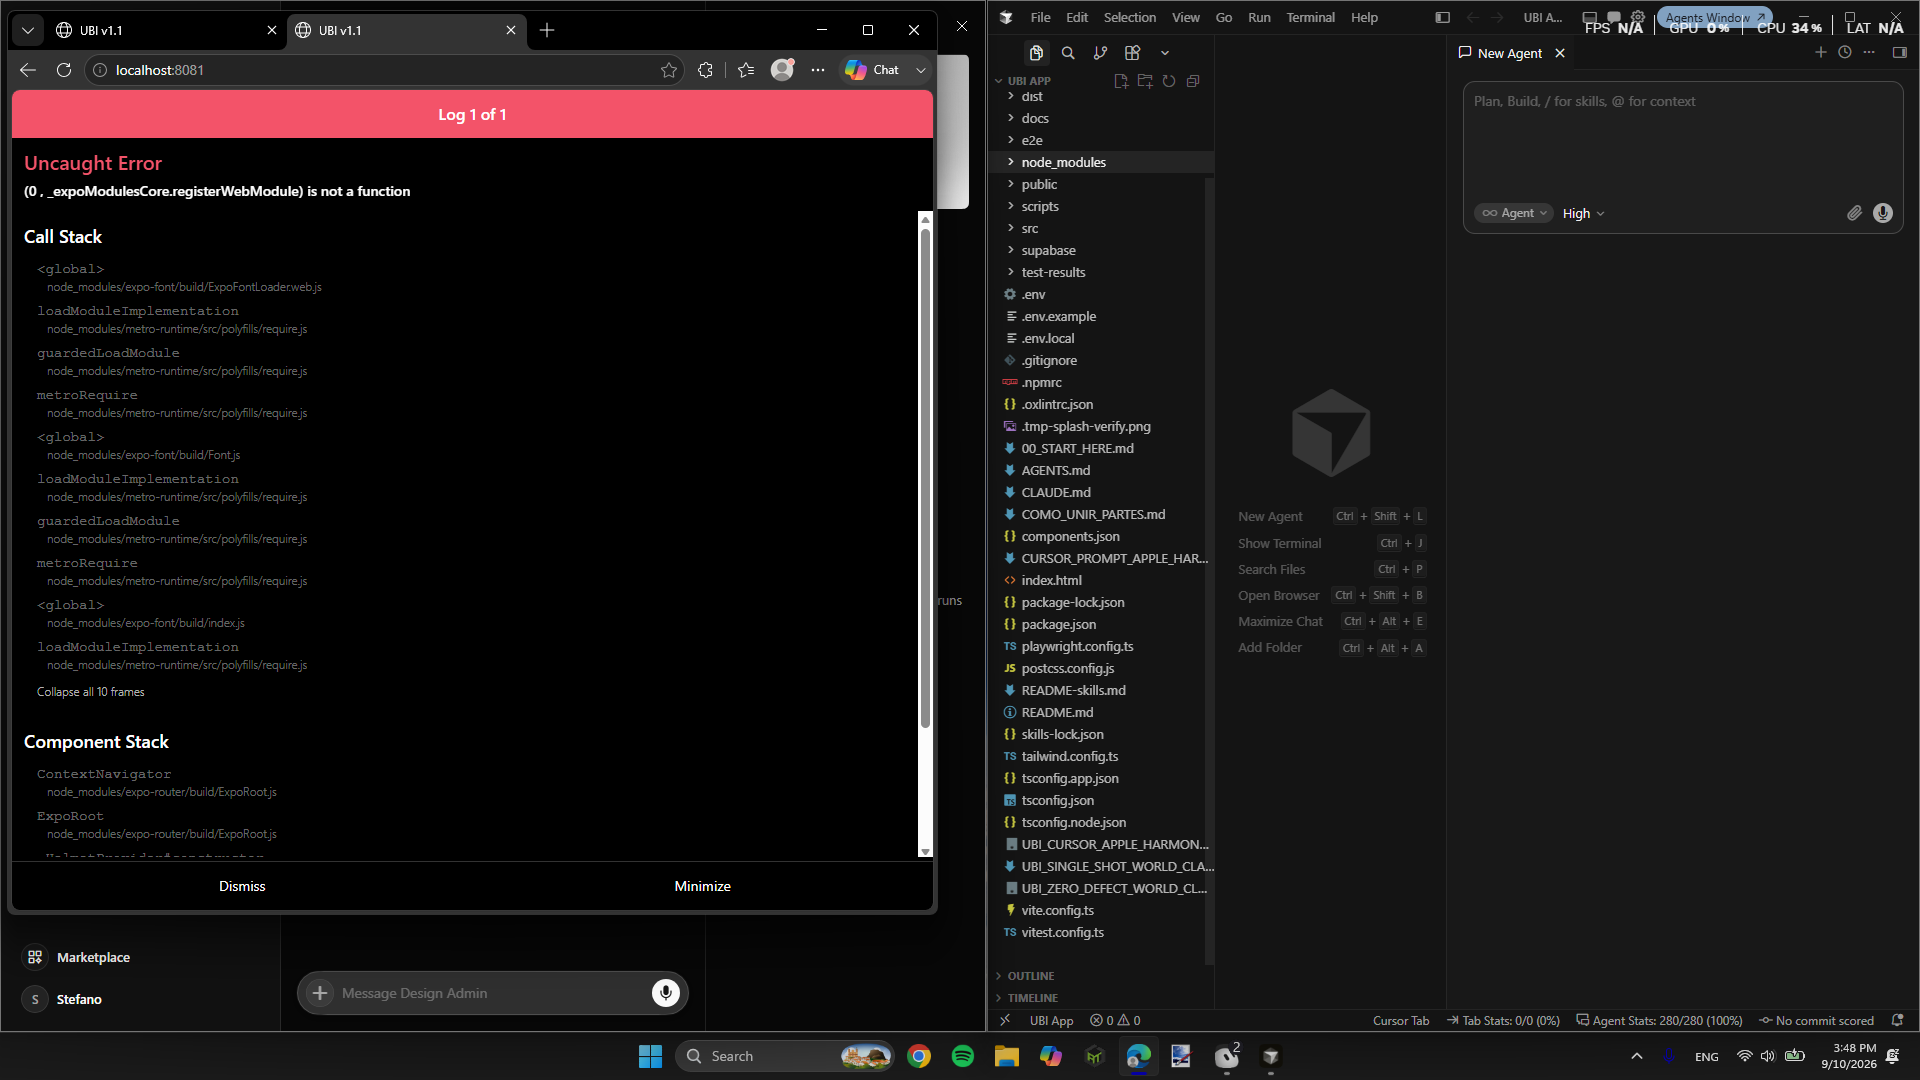 UBI v1.1
UBI v1.1
localhost:8081
Chat
Log 1 of 1
Uncaught Error
(0 , _expoModulesCore.registerWebModule) is not a function
Call Stack
<global>
node_modules/expo-font/build/ExpoFontLoader.web.js
loadModuleImplementation
node_modules/metro-runtime/src/polyfills/require.js
guardedLoadModule
node_modules/metro-runtime/src/polyfills/require.js
metroRequire
node_modules/metro-runtime/src/polyfills/require.js
<global>
node_modules/expo-font/build/Font.js
loadModuleImplementation
node_modules/metro-runtime/src/polyfills/require.js
guardedLoadModule
node_modules/metro-runtime/src/polyfills/require.js
metroRequire
node_modules/metro-runtime/src/polyfills/require.js
<global>
node_modules/expo-font/build/index.js
loadModuleImplementation
node_modules/metro-runtime/src/polyfills/require.js
Collapse all 10 frames
Component Stack
ContextNavigator
node_modules/expo-router/build/ExpoRoot.js
ExpoRoot
node_modules/expo-router/build/ExpoRoot.js
Dismiss
Minimize
runs
Marketplace
S
Stefano
Message Design Admin
File Edit Selection View Go Run Terminal Help
UBI A...
Agents Window
FPS N/A GPU 0 % CPU 34 % LAT N/A
UBI APP
dist
docs
e2e
node_modules
public
scripts
src
supabase
test-results
.env
.env.example
.env.local
.gitignore
.npmrc
.oxlintrc.json
.tmp-splash-verify.png
00_START_HERE.md
AGENTS.md
CLAUDE.md
COMO_UNIR_PARTES.md
components.json
CURSOR_PROMPT_APPLE_HAR...
index.html
package-lock.json
package.json
TS playwright.config.ts
JS postcss.config.js
README-skills.md
README.md
skills-lock.json
TS tailwind.config.ts
tsconfig.app.json
tsconfig.json
tsconfig.node.json
UBI_CURSOR_APPLE_HARMON...
UBI_SINGLE_SHOT_WORLD_CLA...
UBI_ZERO_DEFECT_WORLD_CL...
vite.config.ts
TS vitest.config.ts
OUTLINE
TIMELINE
New Agent Ctrl + Shift + L
Show Terminal Ctrl + J
Search Files Ctrl + P
Open Browser Ctrl + Shift + B
Maximize Chat Ctrl + Alt + E
Add Folder Ctrl + Alt + A
New Agent
Plan, Build, / for skills, @ for context
Agent
High
UBI App
0 0
Cursor Tab
Tab Stats: 0/0 (0%)
Agent Stats: 280/280 (100%)
No commit scored
Search
2
ENG
3:48 PM
9/10/2026